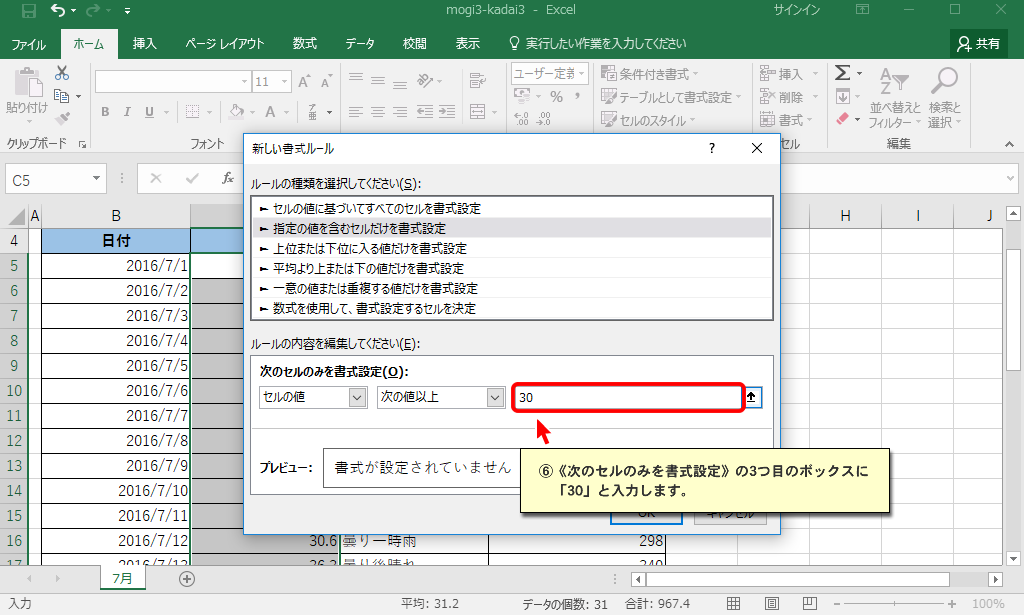 mogi3-kadai3 - Excel
サインイン
ファイル ホーム 挿入 ページ レイアウト 数式 データ 校閲 表示 実行したい作業を入力してください 共有
11 ユーザー定義 条件付き書式 挿入
貼り付け B I U A % , テーブルとして書式設定 削除 並べ替えと 検索と
セルのスタイル 書式 フィルター 選択
クリップボード フォント セル 編集
C5 fx
新しい書式ルール ?
ルールの種類を選択してください(S):
► セルの値に基づいてすべてのセルを書式設定
► 指定の値を含むセルだけを書式設定
► 上位または下位に入る値だけを書式設定
► 平均より上または下の値だけを書式設定
► 一意の値または重複する値だけを書式設定
► 数式を使用して、書式設定するセルを決定
ルールの内容を編集してください(E):
次のセルのみを書式設定(O):
セルの値 次の値以上 30
プレビュー: 書式が設定されていません
⑥《次のセルのみを書式設定》の3つ目のボックスに
「30」と入力します。
OK キャンセル
A B H I J
4 日付
5 2016/7/1
6 2016/7/2
7 2016/7/3
8 2016/7/4
9 2016/7/5
10 2016/7/6
11 2016/7/7
12 2016/7/8
13 2016/7/9
14 2016/7/10
15 2016/7/11
16 2016/7/12 30.6 曇り一時雨 298
17 2016/7/13 26.2 曇り後晴れ 240
7月
入力 平均: 31.2 データの個数: 31 合計: 967.4 100%